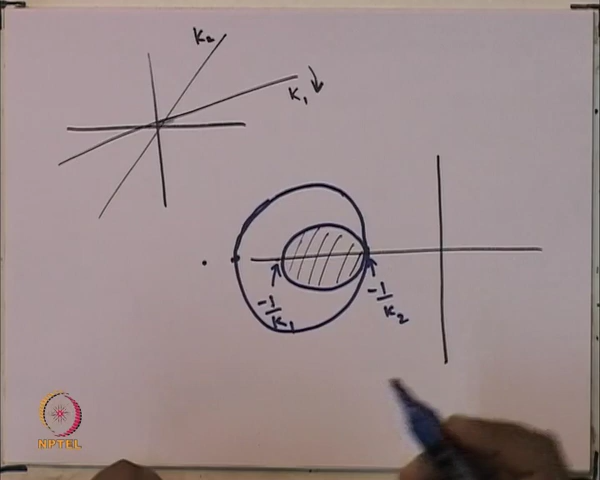 K₂
K₁
-1/K₁
-1/K₂
NPTEL